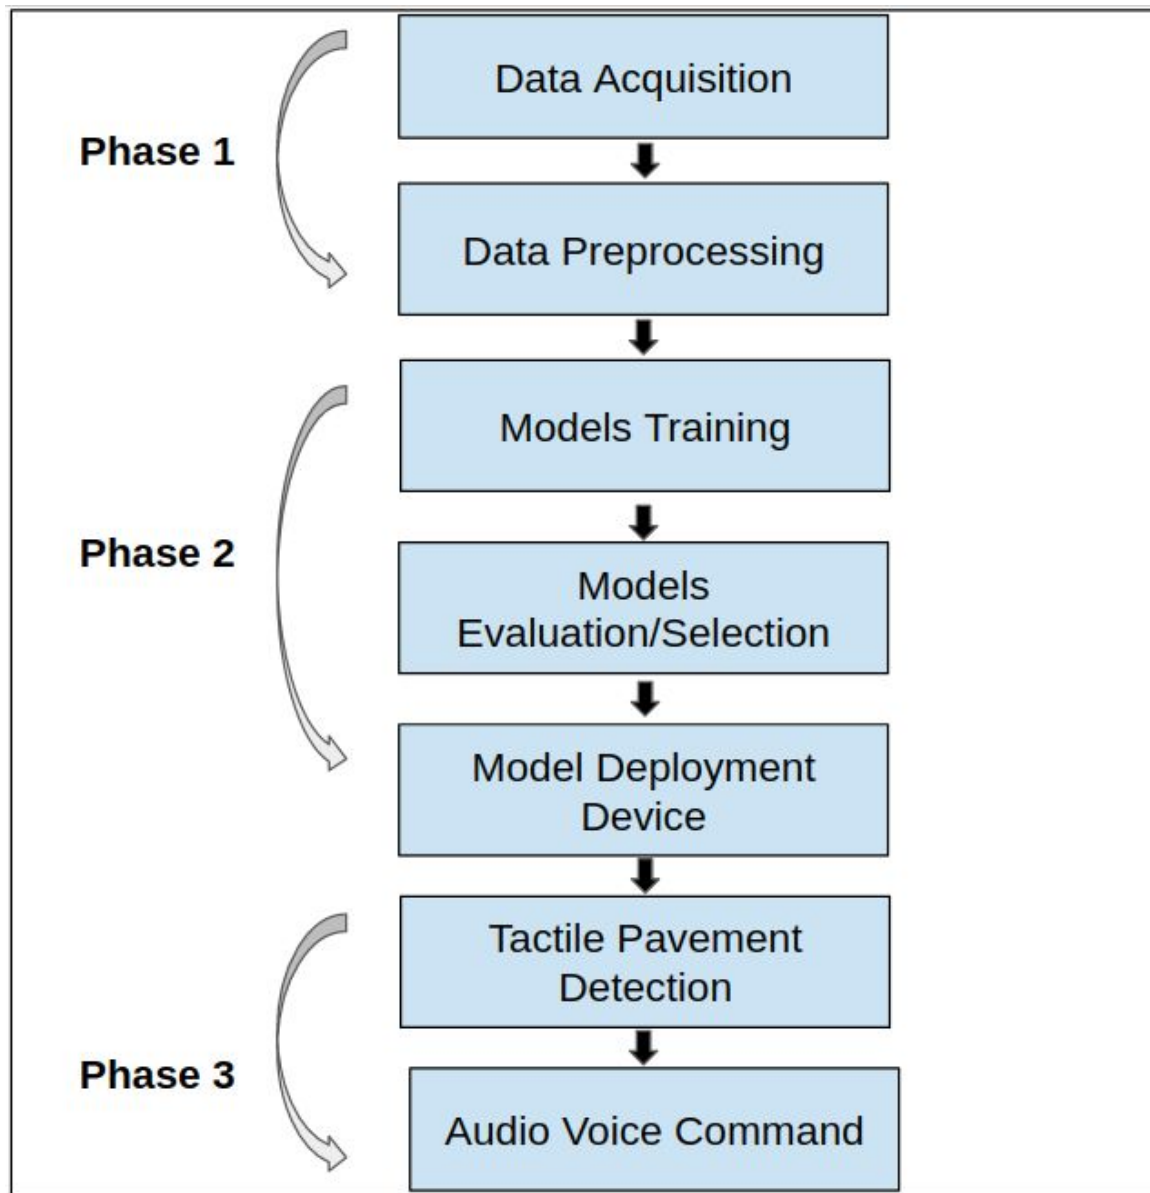 Data Acquisition
Phase 1
Data Preprocessing
Models Training
Phase 2
Models
Evaluation/Selection
Model Deployment
Device
Tactile Pavement
Detection
Phase 3
Audio Voice Command